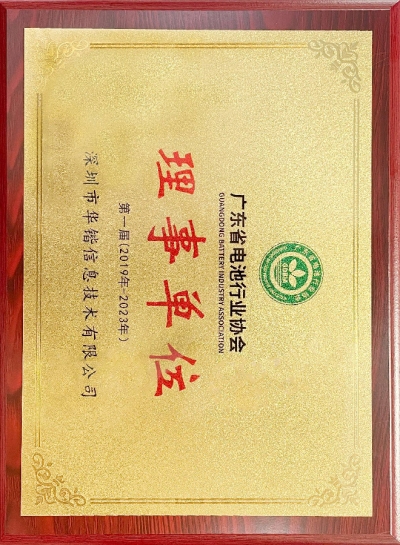 广东省电池行业协会
GUANGDONG BATTERY INDUSTRY ASSOCIATION
理事单位
第一届(2019年-2023年)
深圳市华锴信息技术有限公司